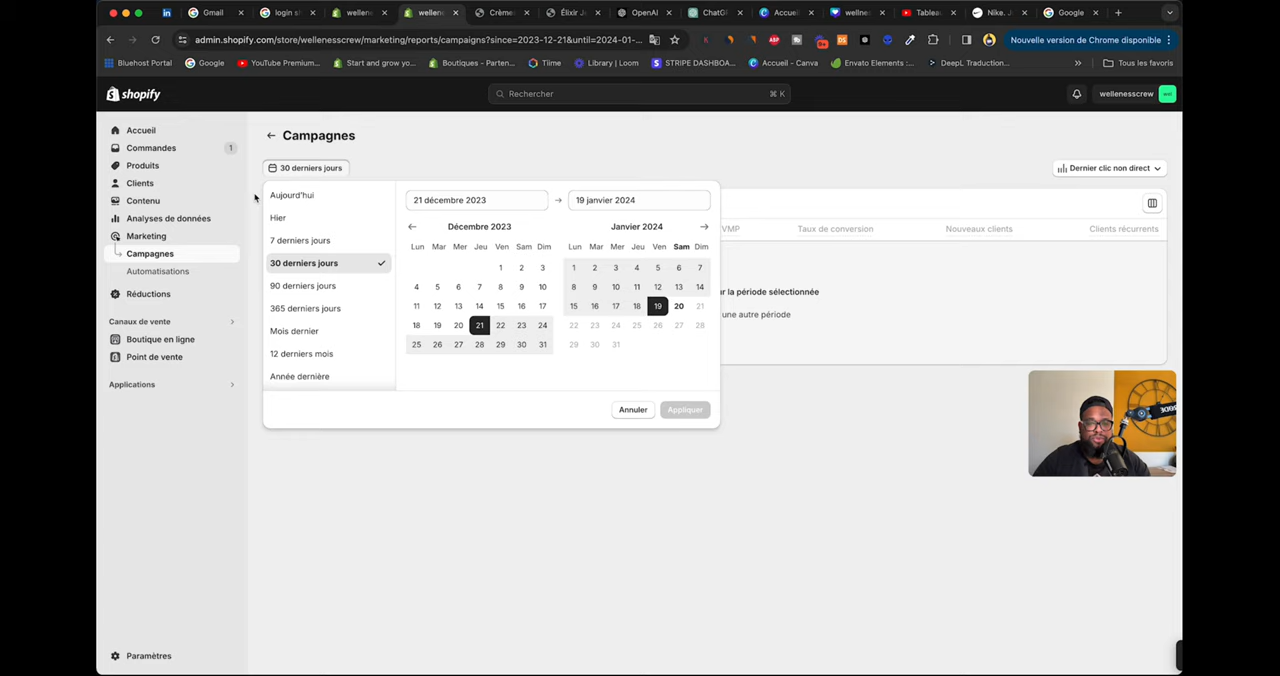 Gmail
login sh
wellene
wellene
Crème
Élixir J
OpenAI
ChatG
Accuei
wellne
Tablea
Nike. J
Google
admin.shopify.com/store/wellenesscrew/marketing/reports/campaigns?since=2023-12-21&until=2024-01-...
Nouvelle version de Chrome disponible
Bluehost Portal
Google
YouTube Premium...
Start and grow yo...
Boutiques - Parten...
Tiime
Library | Loom
STRIPE DASHBOA...
Accueil - Canva
Envato Elements :...
DeepL Traduction...
Tous les favoris
shopify
Rechercher
⌘ K
wellenesscrew
wel
Accueil
Commandes
1
Produits
Clients
Contenu
Analyses de données
Marketing
Campagnes
Automatisations
Réductions
Canaux de vente
Boutique en ligne
Point de vente
Applications
Paramètres
Campagnes
30 derniers jours
Dernier clic non direct
Aujourd'hui
Hier
7 derniers jours
30 derniers jours
90 derniers jours
365 derniers jours
Mois dernier
12 derniers mois
Année dernière
21 décembre 2023
19 janvier 2024
Décembre 2023
Lun Mar Mer Jeu Ven Sam Dim
1 2 3
4 5 6 7 8 9 10
11 12 13 14 15 16 17
18 19 20 21 22 23 24
25 26 27 28 29 30 31
Janvier 2024
Lun Mar Mer Jeu Ven Sam Dim
1 2 3 4 5 6 7
8 9 10 11 12 13 14
15 16 17 18 19 20 21
22 23 24 25 26 27 28
29 30 31
Annuler
Appliquer
VMP
Taux de conversion
Nouveaux clients
Clients récurrents
r la période sélectionnée
une autre période